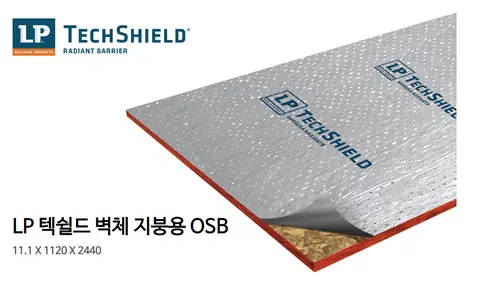 LP TECHSHIELD®
BUILDING PRODUCTS RADIANT BARRIER
LP TECHSHIELD
LP TECHSHIELD
LP 텍쉴드 벽체 지붕용 OSB
11.1 X 1120 X 2440